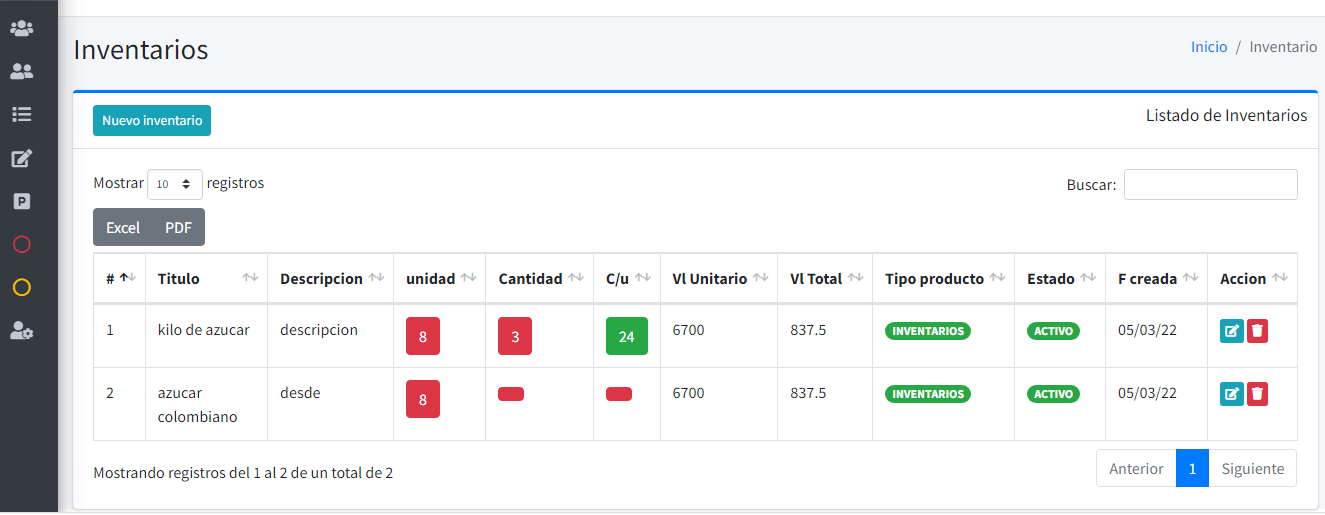 Inventarios
Inicio / Inventario
Nuevo inventario
Listado de Inventarios
Mostrar 10 registros
Buscar:
Excel PDF
# Titulo Descripcion unidad Cantidad C/u Vl Unitario Vl Total Tipo producto Estado F creada Accion
1 kilo de azucar descripcion 8 3 24 6700 837.5 INVENTARIOS ACTIVO 05/03/22
2 azucar colombiano desde 8 6700 837.5 INVENTARIOS ACTIVO 05/03/22
Mostrando registros del 1 al 2 de un total de 2
Anterior 1 Siguiente